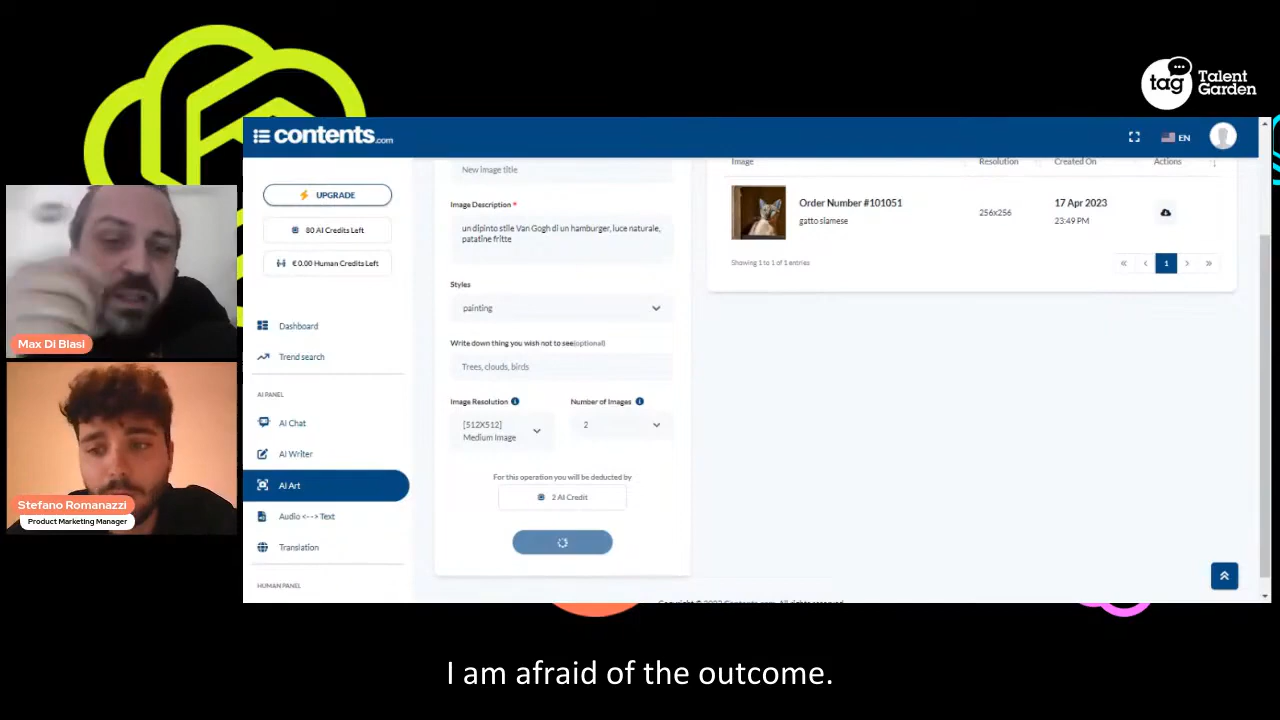 tag
Talent
Garden
contents.com
EN
UPGRADE
80 AI Credits Left
€ 0.00 Human Credits Left
Dashboard
Trend search
AI PANEL
AI Chat
AI Writer
AI Art
Audio <--> Text
Translation
HUMAN PANEL
New image title
Image Description *
un dipinto stile Van Gogh di un hamburger, luce naturale,
patatine fritte
Styles
painting
Write down thing you wish not to see(optional)
Trees, clouds, birds
Image Resolution
Number of Images
[512X512]
Medium Image
2
For this operation you will be deducted by
2 AI Credit
Image
Resolution
Created On
Actions
Order Number #101051
gatto siamese
256x256
17 Apr 2023
23:49 PM
Showing 1 to 1 of 1 entries
« ‹ 1 › »
Max Di Blasi
Stefano Romanazzi
Product Marketing Manager
I am afraid of the outcome.